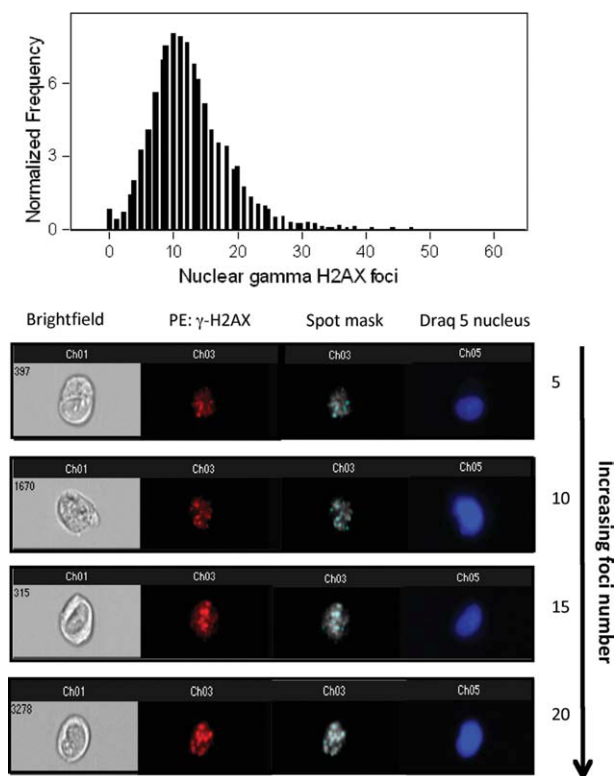 Normalized Frequency
6
3
0
0 10 20 30 40 50 60
Nuclear gamma H2AX foci
Brightfield PE: γ-H2AX Spot mask Draq 5 nucleus
Ch01 Ch03 Ch03 Ch05
397
5
Ch01 Ch03 Ch03 Ch05
1670
10
Ch01 Ch03 Ch03 Ch05
315
15
Ch01 Ch03 Ch03 Ch05
3278
20
Increasing foci number